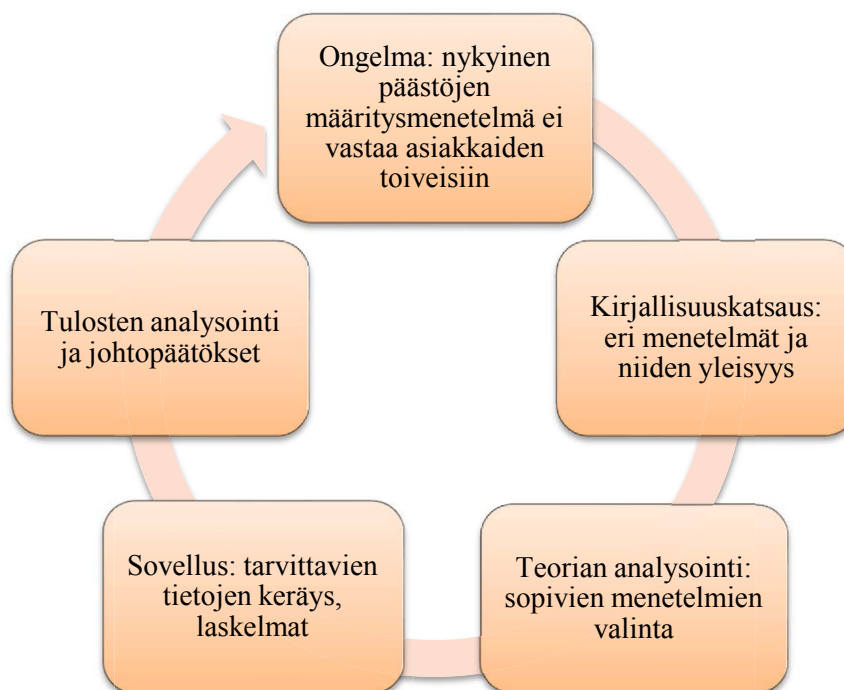 Ongelma: nykyinen
päästöjen
määritysmenetelmä ei
vastaa asiakkaiden
toiveisiin
Kirjallisuuskatsaus:
eri menetelmät ja
niiden yleisyys
Teorian analysointi:
sopivien menetelmien
valinta
Sovellus: tarvittavien
tietojen keräys,
laskelmat
Tulosten analysointi
ja johtopäätökset